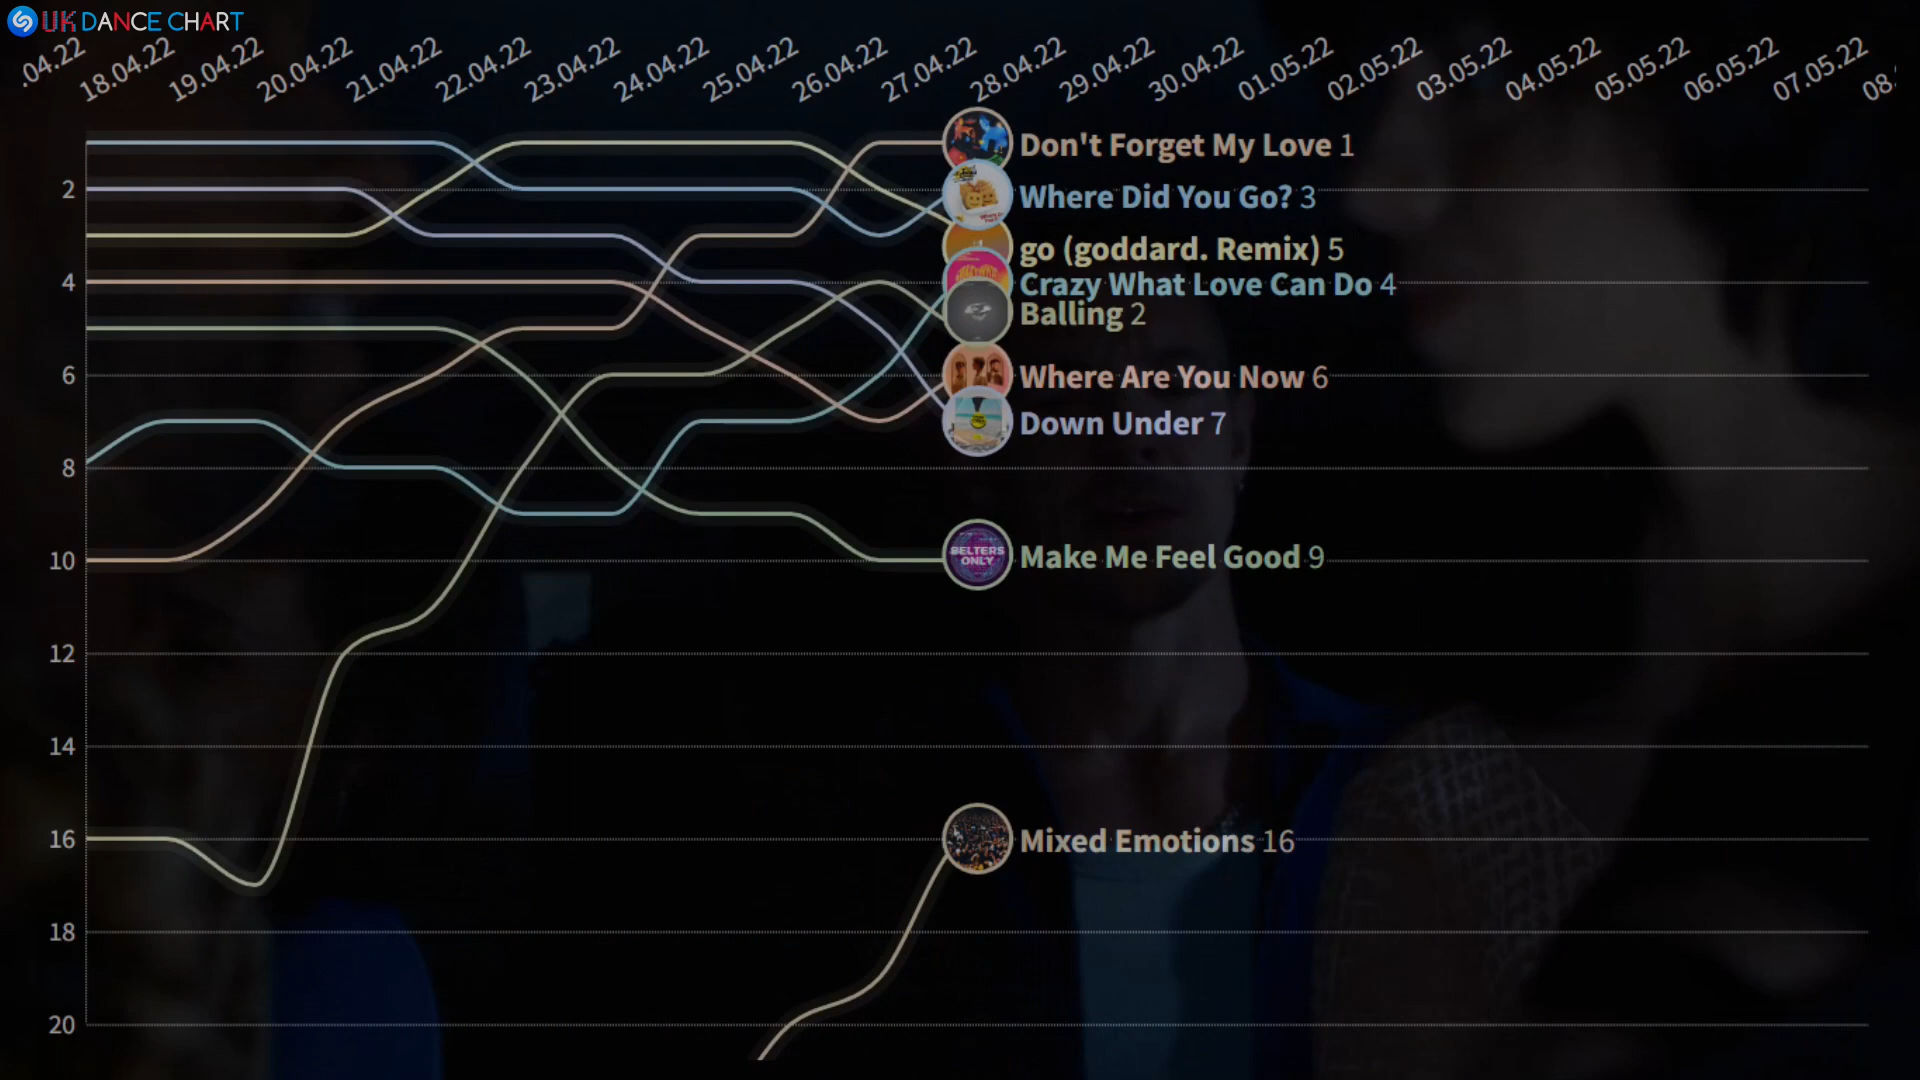 UK DANCE CHART
.04.22 18.04.22 19.04.22 20.04.22 21.04.22 22.04.22 23.04.22 24.04.22 25.04.22 26.04.22 27.04.22 28.04.22 29.04.22 30.04.22 01.05.22 02.05.22 03.05.22 04.05.22 05.05.22 06.05.22 07.05.22 08.
Don't Forget My Love 1
2
Where Did You Go? 3
go (goddard. Remix) 5
4
Crazy What Love Can Do 4
Balling 2
6
Where Are You Now 6
Down Under 7
8
10
BELTERS
ONLY
Make Me Feel Good 9
12
14
16
Mixed Emotions 16
18
20